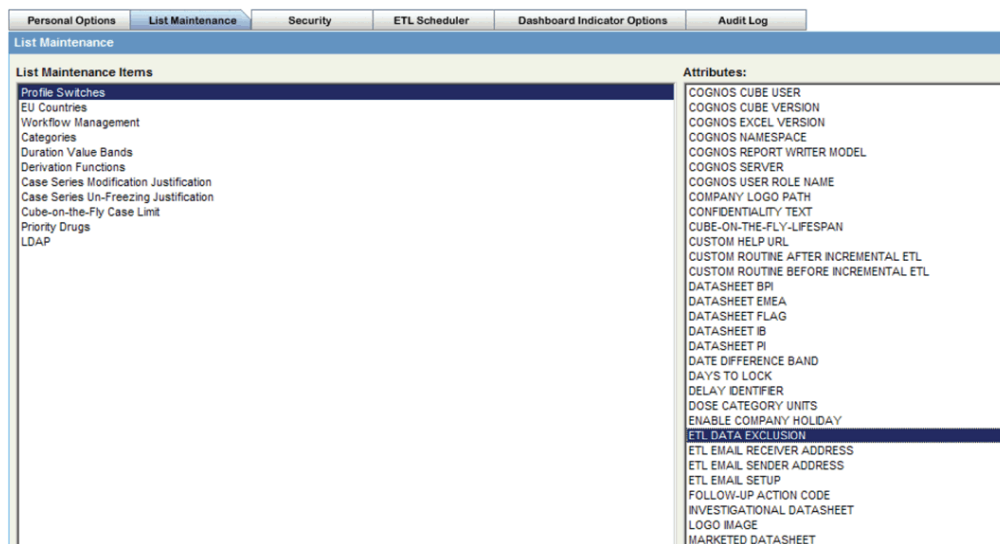 Personal Options List Maintenance Security ETL Scheduler Dashboard Indicator Options Audit Log
List Maintenance
List Maintenance Items
Profile Switches
EU Countries
Workflow Management
Categories
Duration Value Bands
Derivation Functions
Case Series Modification Justification
Case Series Un-Freezing Justification
Cube-on-the-Fly Case Limit
Priority Drugs
LDAP
Attributes:
COGNOS CUBE USER
COGNOS CUBE VERSION
COGNOS EXCEL VERSION
COGNOS NAMESPACE
COGNOS REPORT WRITER MODEL
COGNOS SERVER
COGNOS USER ROLE NAME
COMPANY LOGO PATH
CONFIDENTIALITY TEXT
CUBE-ON-THE-FLY-LIFESPAN
CUSTOM HELP URL
CUSTOM ROUTINE AFTER INCREMENTAL ETL
CUSTOM ROUTINE BEFORE INCREMENTAL ETL
DATASHEET BPI
DATASHEET EMEA
DATASHEET FLAG
DATASHEET IB
DATASHEET PI
DATE DIFFERENCE BAND
DAYS TO LOCK
DELAY IDENTIFIER
DOSE CATEGORY UNITS
ENABLE COMPANY HOLIDAY
ETL DATA EXCLUSION
ETL EMAIL RECEIVER ADDRESS
ETL EMAIL SENDER ADDRESS
ETL EMAIL SETUP
FOLLOW-UP ACTION CODE
INVESTIGATIONAL DATASHEET
LOGO IMAGE
MARKETED DATASHEET